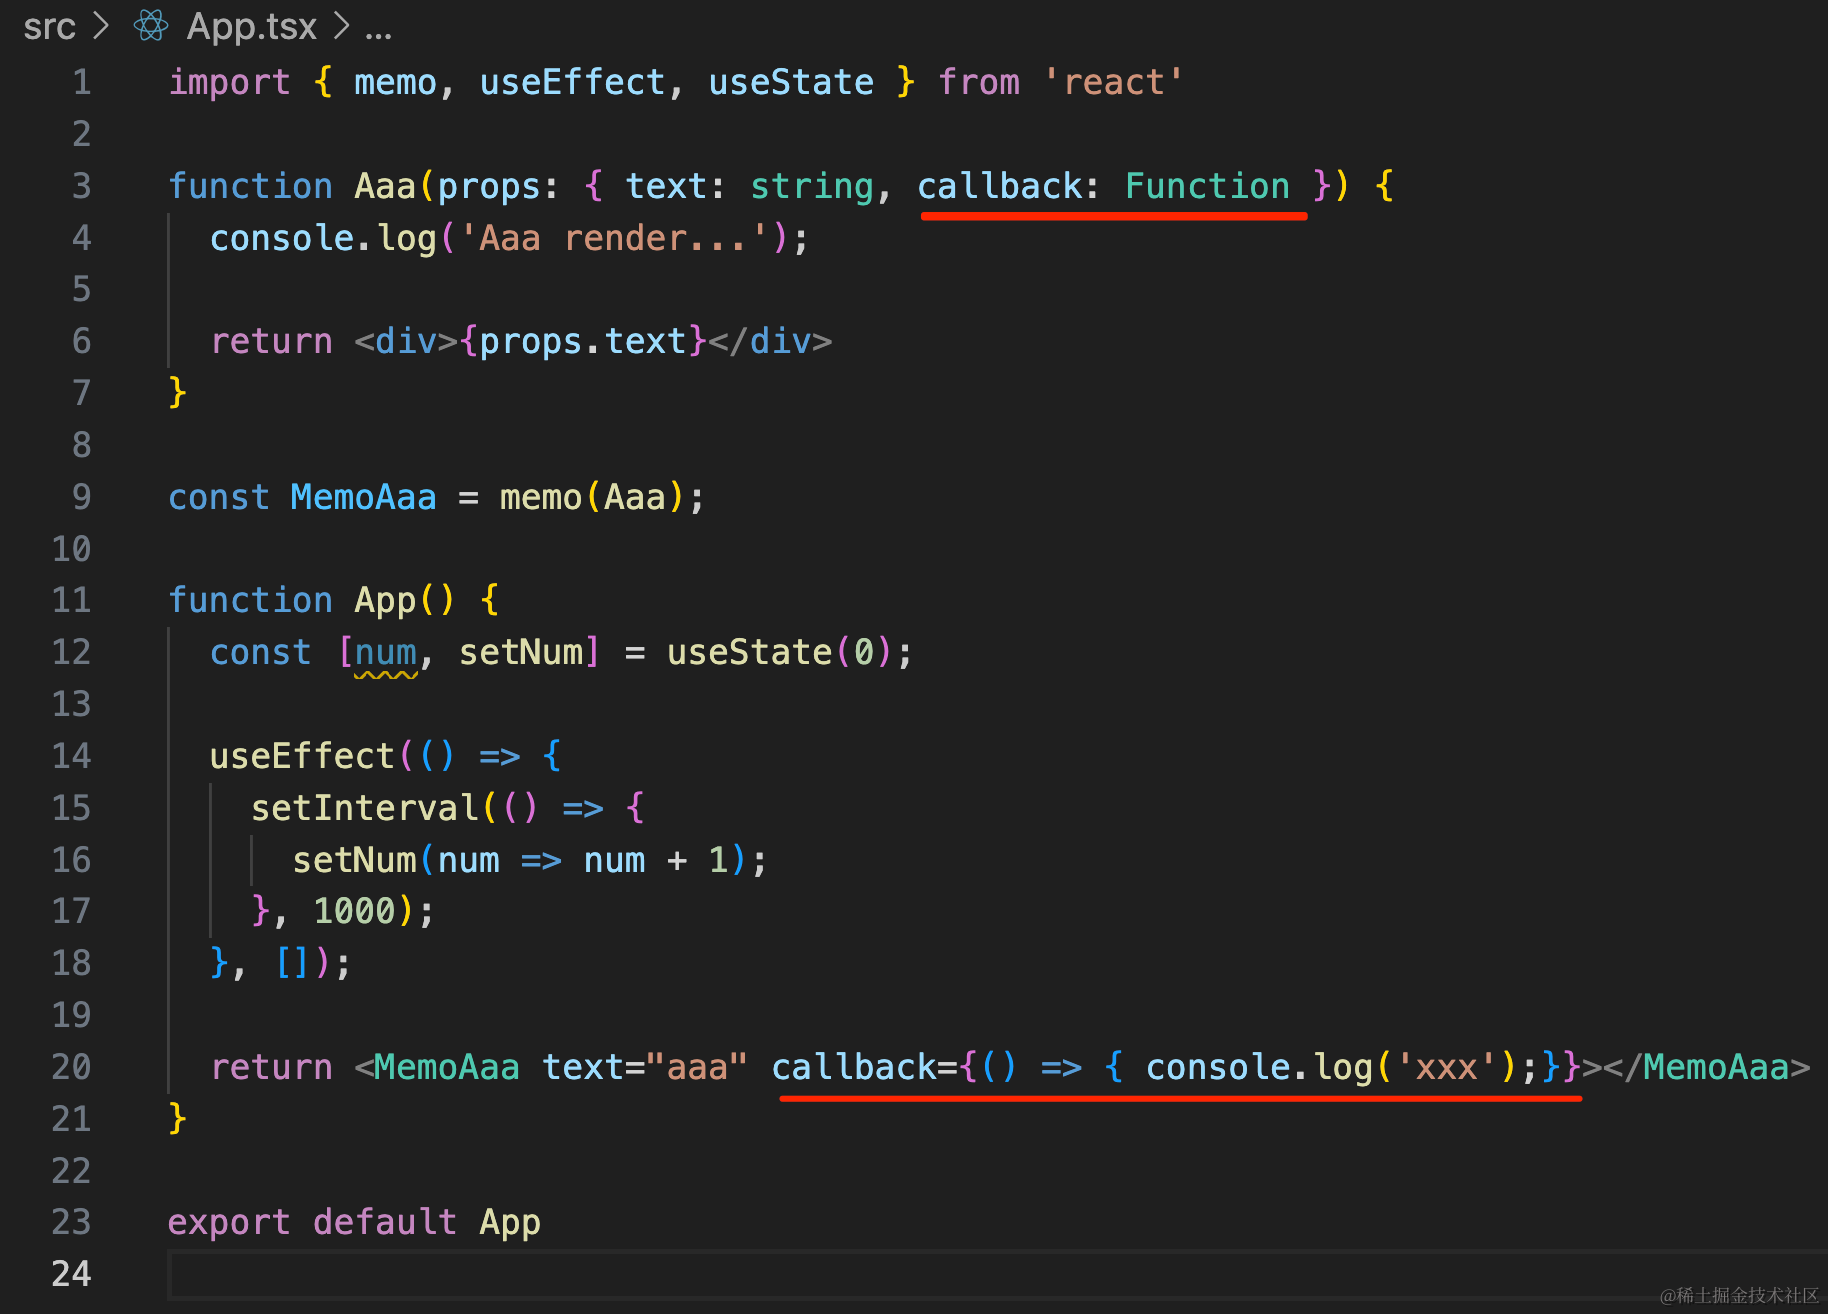 src > App.tsx > ...
1 import { memo, useEffect, useState } from 'react'
2
3 function Aaa(props: { text: string, callback: Function }) {
4   console.log('Aaa render...');
5
6   return <div>{props.text}</div>
7 }
8
9 const MemoAaa = memo(Aaa);
10
11 function App() {
12   const [num, setNum] = useState(0);
13
14   useEffect(() => {
15     setInterval(() => {
16       setNum(num => num + 1);
17     }, 1000);
18   }, []);
19
20   return <MemoAaa text="aaa" callback={() => { console.log('xxx');}}></MemoAaa>
21 }
22
23 export default App
24
@稀土掘金技术社区